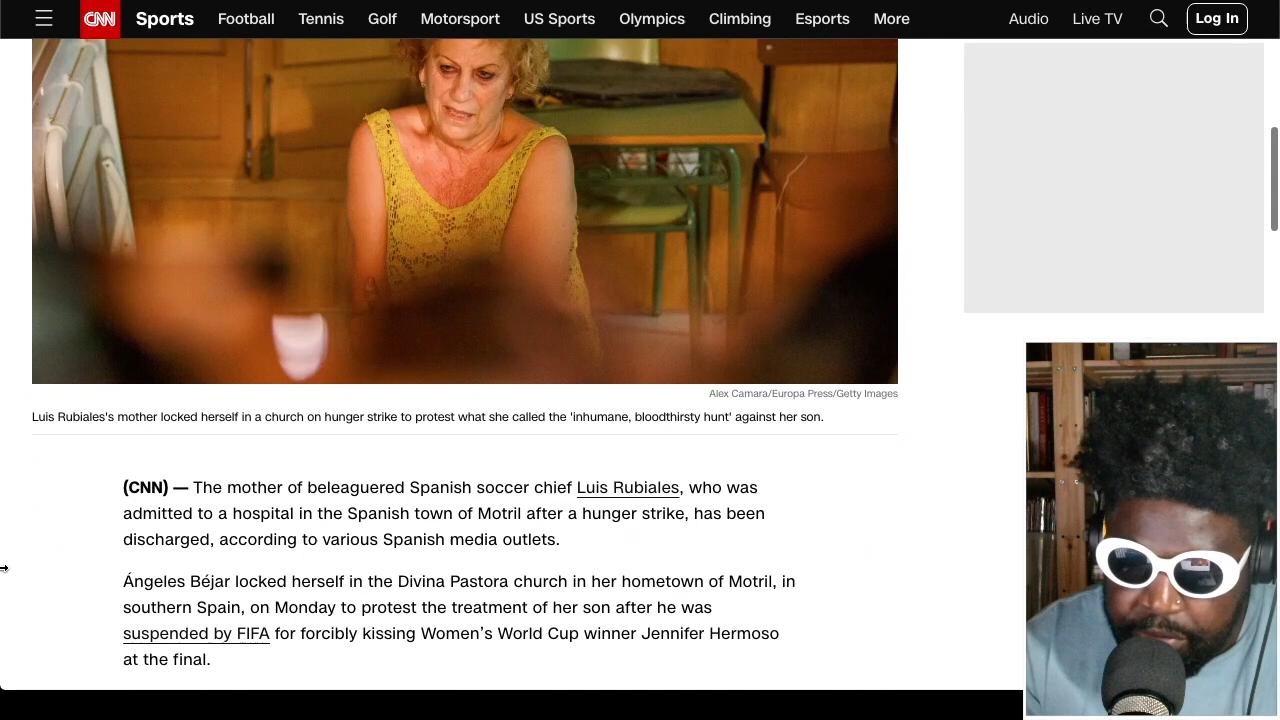 CNN Sports Football Tennis Golf Motorsport US Sports Olympics Climbing Esports More Audio Live TV Log In
Alex Camara/Europa Press/Getty Images
Luis Rubiales's mother locked herself in a church on hunger strike to protest what she called the 'inhumane, bloodthirsty hunt' against her son.
(CNN) — The mother of beleaguered Spanish soccer chief Luis Rubiales, who was
admitted to a hospital in the Spanish town of Motril after a hunger strike, has been
discharged, according to various Spanish media outlets.
Ángeles Béjar locked herself in the Divina Pastora church in her hometown of Motril, in
southern Spain, on Monday to protest the treatment of her son after he was
suspended by FIFA for forcibly kissing Women’s World Cup winner Jennifer Hermoso
at the final.